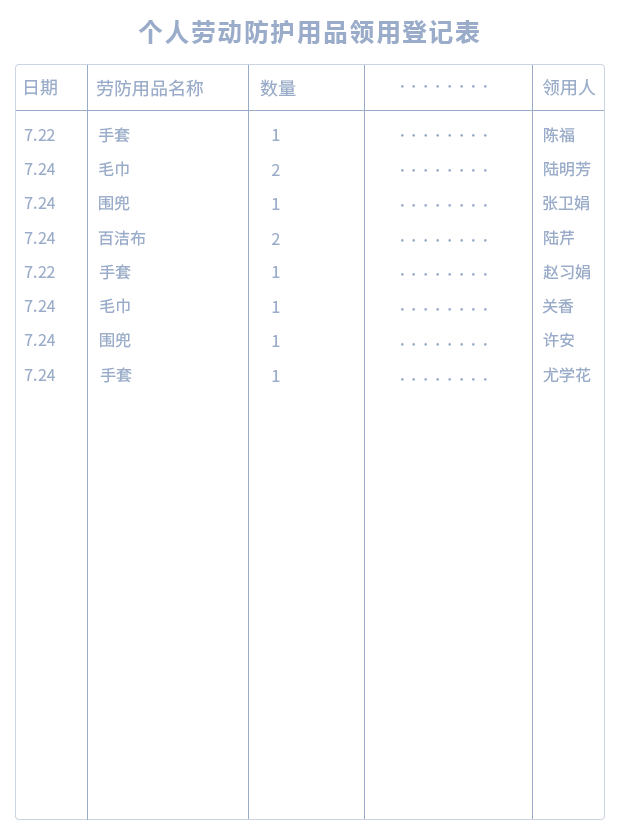 个人劳动防护用品领用登记表
日期 劳防用品名称 数量 ········ 领用人
7.22 手套 1 ········ 陈福
7.24 毛巾 2 ········ 陆明芳
7.24 围兜 1 ········ 张卫娟
7.24 百洁布 2 ········ 陆芹
7.22 手套 1 ········ 赵习娟
7.24 毛巾 1 ········ 关香
7.24 围兜 1 ········ 许安
7.24 手套 1 ········ 尤学花